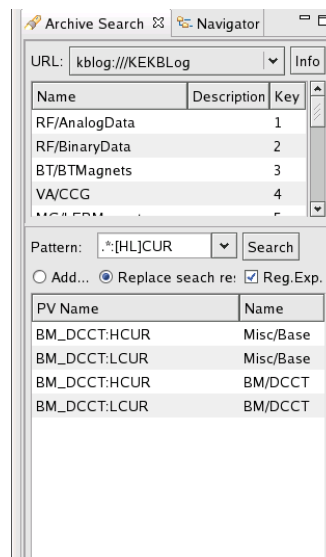 Archive Search Navigator
URL: kblog:///KEKBLog Info
Name Description Key
RF/AnalogData 1
RF/BinaryData 2
BT/BTMagnets 3
VA/CCG 4
Pattern: .*:[HL]CUR Search
Add... Replace seach re: Reg.Exp.
PV Name Name
BM_DCCT:HCUR Misc/Base
BM_DCCT:LCUR Misc/Base
BM_DCCT:HCUR BM/DCCT
BM_DCCT:LCUR BM/DCCT